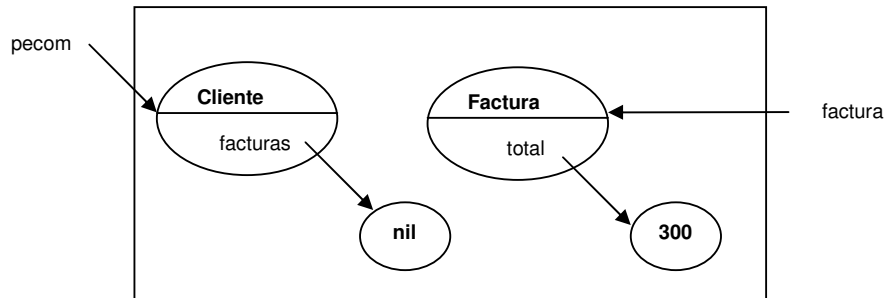 pecom
Cliente
Factura
factura
facturas
total
nil
300